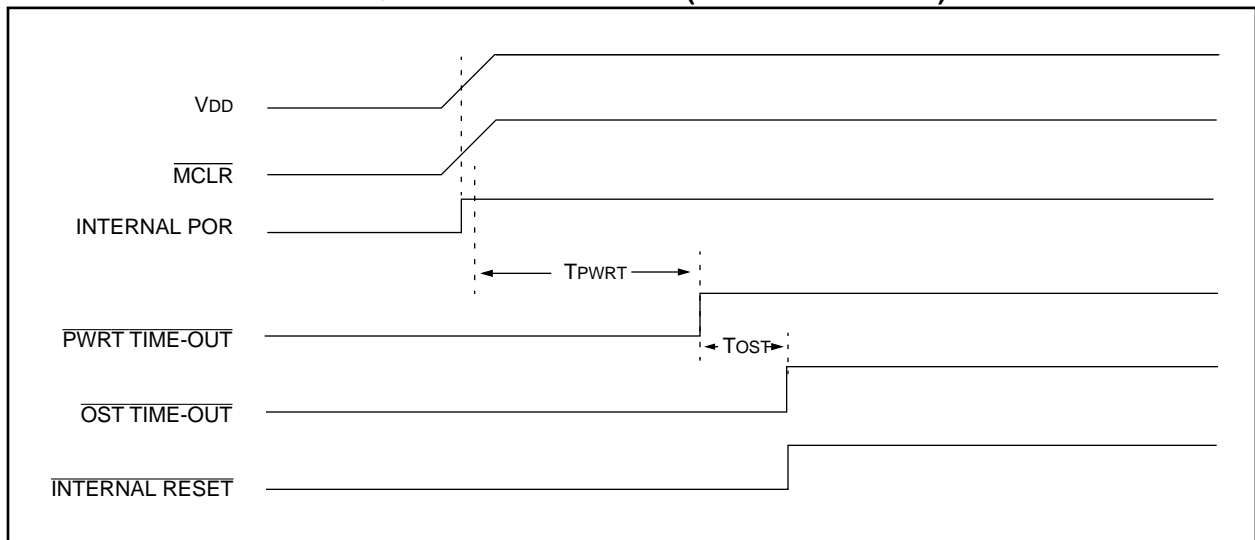 VDD
MCLR
INTERNAL POR
TPWRT
PWRT TIME-OUT
TOST
OST TIME-OUT
INTERNAL RESET